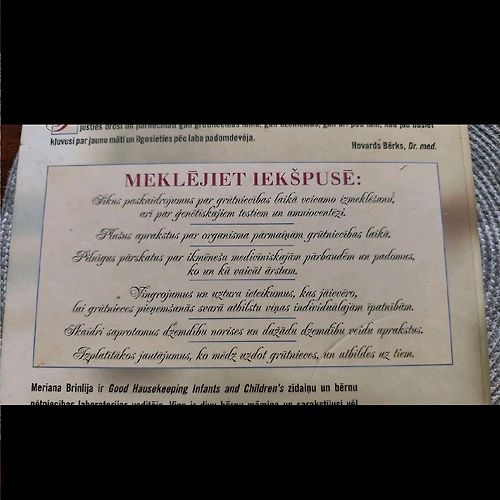 justies droši un pārliecināti gan grūtniecības laikā, gan dzemdībās, gan arī pēc tam, kad jau būsiet
kļuvusi par jauno māti un ilgosieties pēc laba padomdevēja.
Hovards Bērks, Dr. med.
MEKLĒJIET IEKŠPUSĒ:
Sīkus paskaidrojumus par grūtniecības laikā veicamo izmeklēšanu,
arī par ģenētiskajiem testiem un amniocentēzi.
Plašus aprakstus par organisma pārmaiņām grūtniecības laikā.
Pilnīgus pārskatus par ikmēneša medicīniskajām pārbaudēm un padomus,
ko un kā vaicāt ārstam.
Vingrojumus un uztura ieteikumus, kas jāievēro,
lai grūtnieces pieņemšanās svarā atbilstu viņas individuālajām īpatnībām.
Skaidri saprotamus dzemdību norises un dažādu dzemdību veidu aprakstus.
Izplatītākos jautājumus, ko mēdz uzdot grūtnieces, un atbildes uz tiem.
Meriana Brinlija ir Good Housekeeping Infants and Children's zīdaiņu un bērnu
pētniecības laboratorijas vadītāja. Viņa ir divu bērnu māmiņa un sarakstījusi vēl